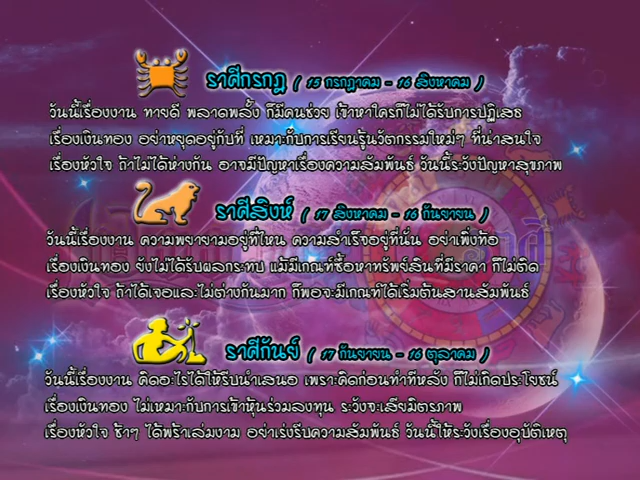 ราศีกรกฎ ( 15 กรกฎาคม - 16 สิงหาคม )
วันนี้เรื่องงาน ทายดี พลาดพลั้ง ก็มีคนช่วย เข้าหาใครก็ไม่ได้รับการปฏิเสธ
เรื่องเงินทอง อย่าหยุดอยู่กับที่ เหมาะกับการเรียนรู้นวัตกรรมใหม่ๆ ที่น่าสนใจ
เรื่องหัวใจ ถ้าไม่ได้ห่างกัน อาจมีปัญหาเรื่องความสัมพันธ์ วันนี้ระวังปัญหาสุขภาพ
ราศีสิงห์ ( 17 สิงหาคม - 16 กันยายน )
วันนี้เรื่องงาน ความพยายามอยู่ที่ไหน ความสำเร็จอยู่ที่นั่น อย่าเพิ่งท้อ
เรื่องเงินทอง ยังไม่ได้รับผลกระทบ แม้มีเกณฑ์ซื้อหาทรัพย์สินที่มีราคา ก็ไม่ติด
เรื่องหัวใจ ถ้าได้เจอและไม่ต่างกันมาก ก็พอจะมีเกณฑ์ได้เริ่มต้นสานสัมพันธ์
ราศีกันย์ ( 17 กันยายน - 16 ตุลาคม )
วันนี้เรื่องงาน คิดอะไรได้ให้รีบนำเสนอ เพราะคิดก่อนทำทีหลัง ก็ไม่เกิดประโยชน์
เรื่องเงินทอง ไม่เหมาะกับการเข้าหุ้นร่วมลงทุน ระวังจะเสียมิตรภาพ
เรื่องหัวใจ ช้าๆ ได้พร้าเล่มงาม อย่าเร่งรีบความสัมพันธ์ วันนี้ให้ระวังเรื่องอุบัติเหตุ